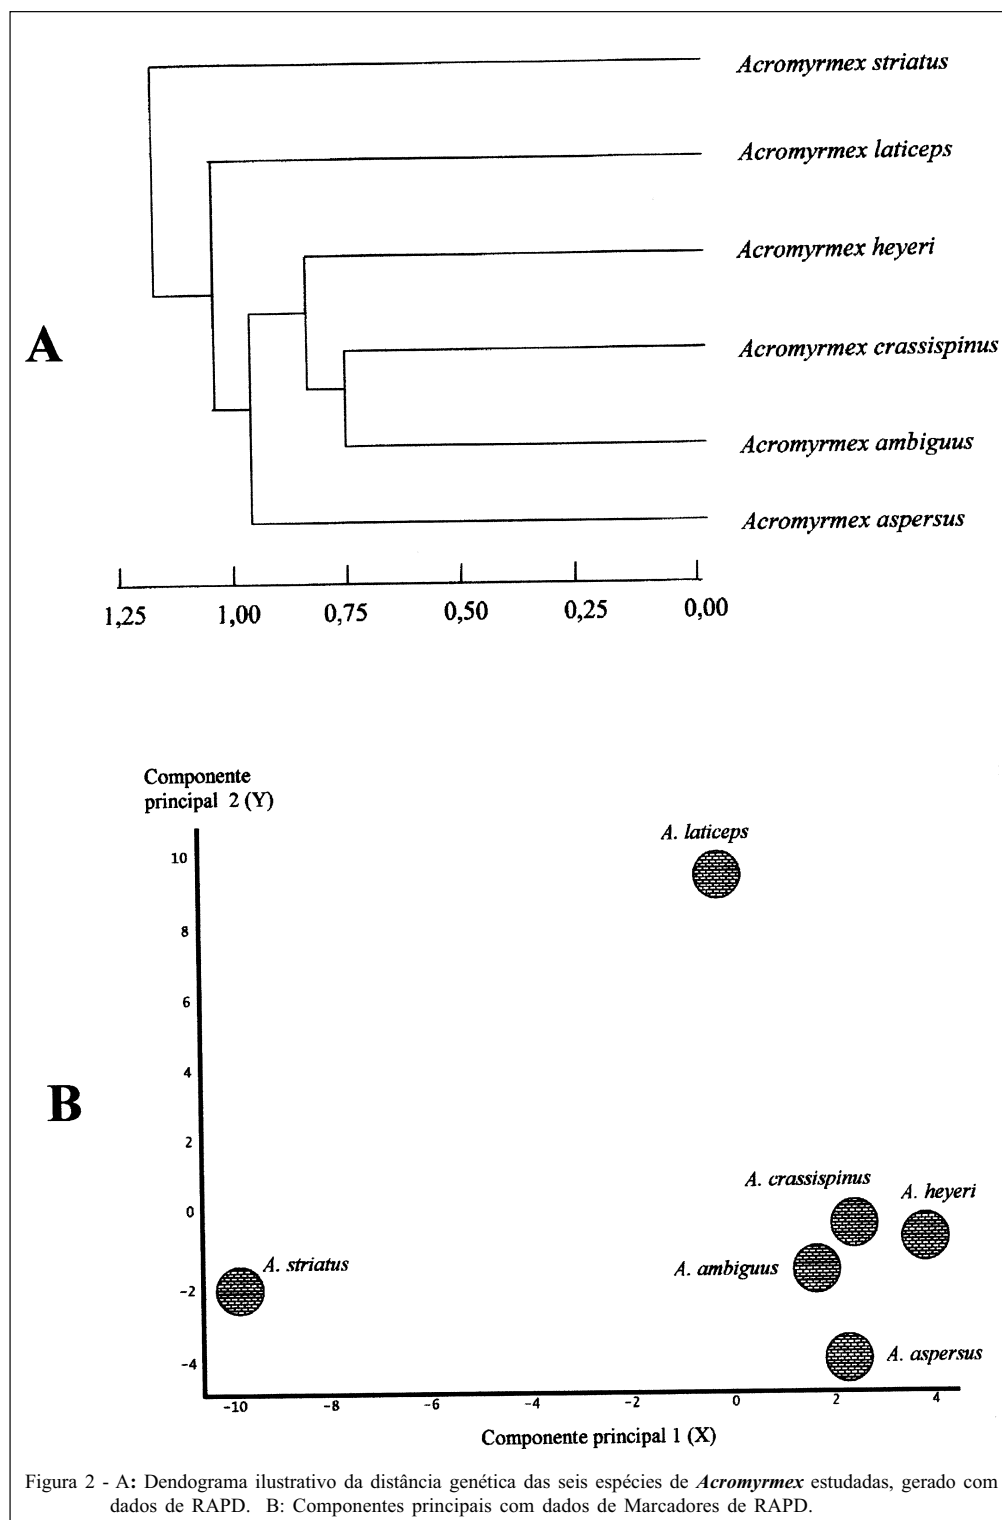 Acromyrmex striatus
Acromyrmex laticeps
Acromyrmex heyeri
A
Acromyrmex crassispinus
Acromyrmex ambiguus
Acromyrmex aspersus
1,25 1,00 0,75 0,50 0,25 0,00
Componente
principal 2 (Y)
A. laticeps
10
8
6
4
B
2
A. crassispinus
A. heyeri
0
A. striatus
A. ambiguus
-2
A. aspersus
-4
-10 -8 -6 -4 -2 0 2 4
Componente principal 1 (X)
Figura 2 - A: Dendograma ilustrativo da distância genética das seis espécies de Acromyrmex estudadas, gerado com
dados de RAPD. B: Componentes principais com dados de Marcadores de RAPD.